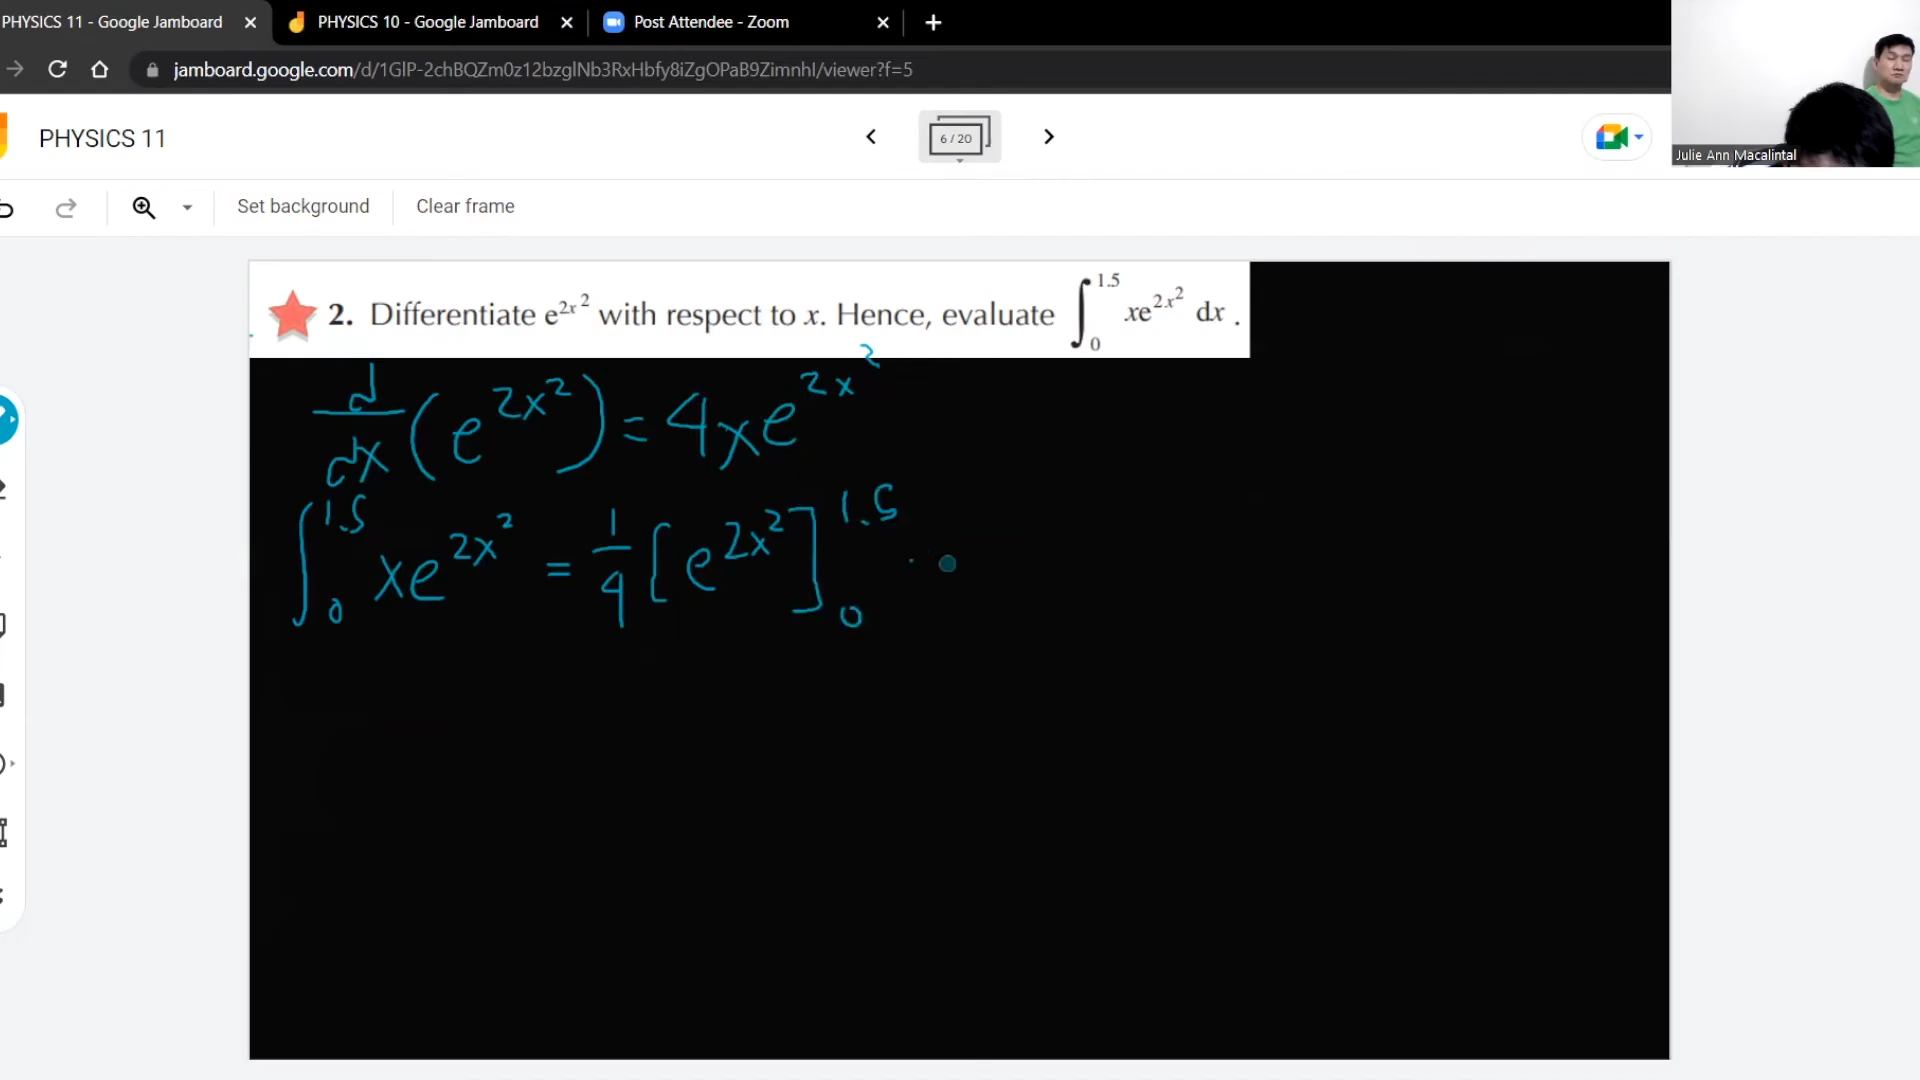 PHYSICS 11 - Google Jamboard
PHYSICS 10 - Google Jamboard
Post Attendee - Zoom
jamboard.google.com/d/1GlP-2chBQZm0z12bzglNb3RxHbfy8iZgOPaB9ZimnhI/viewer?f=5
Julie Ann Macalintal
PHYSICS 11
6 / 20
Set background
Clear frame
2. Differentiate e^{2x^2} with respect to x. Hence, evaluate ∫_0^{1.5} xe^{2x^2} dx .
d/dx (e^{2x^2}) = 4xe^{2x^2}
∫_0^{1.5} xe^{2x^2} = 1/4 [e^{2x^2}]_0^{1.5}